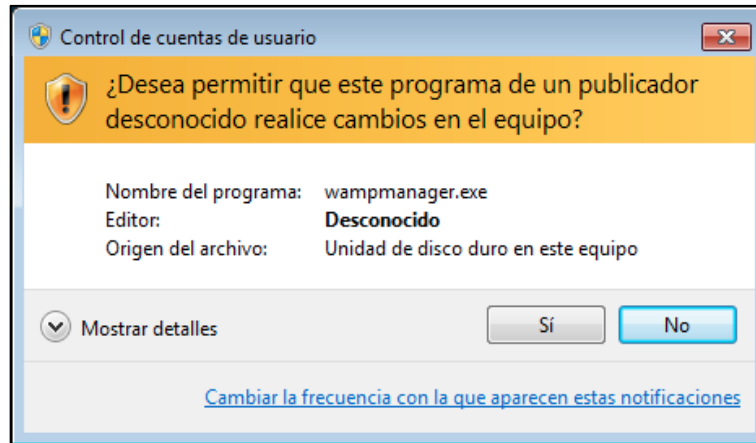 Control de cuentas de usuario
¿Desea permitir que este programa de un publicador
desconocido realice cambios en el equipo?
Nombre del programa: wampmanager.exe
Editor: Desconocido
Origen del archivo: Unidad de disco duro en este equipo
Mostrar detalles Sí No
Cambiar la frecuencia con la que aparecen estas notificaciones